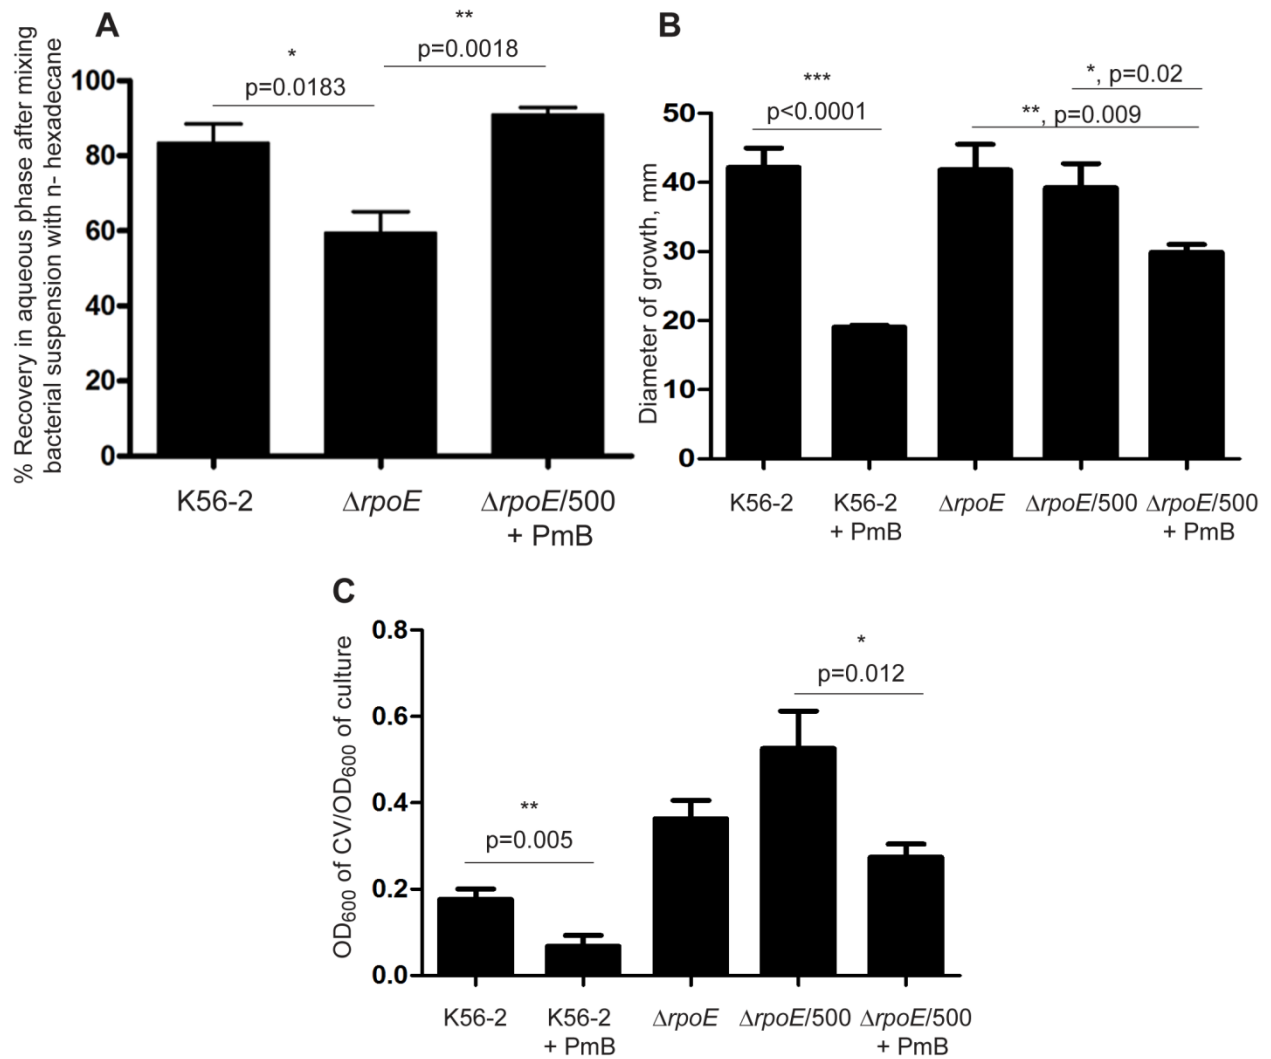 A
% Recovery in aqueous phase after mixing
bacterial suspension with n- hexadecane
100
80
60
40
20
0
*
p=0.0183
**
p=0.0018
K56-2
ΔrpoE
ΔrpoE/500
+ PmB
B
Diameter of growth, mm
50
40
30
20
10
0
***
p<0.0001
*, p=0.02
**, p=0.009
K56-2
K56-2
+ PmB
ΔrpoE
ΔrpoE/500
ΔrpoE/500
+ PmB
C
OD600 of CV/OD600 of culture
0.8
0.6
0.4
0.2
0.0
**
p=0.005
*
p=0.012
K56-2
K56-2
+ PmB
ΔrpoE
ΔrpoE/500
ΔrpoE/500
+ PmB